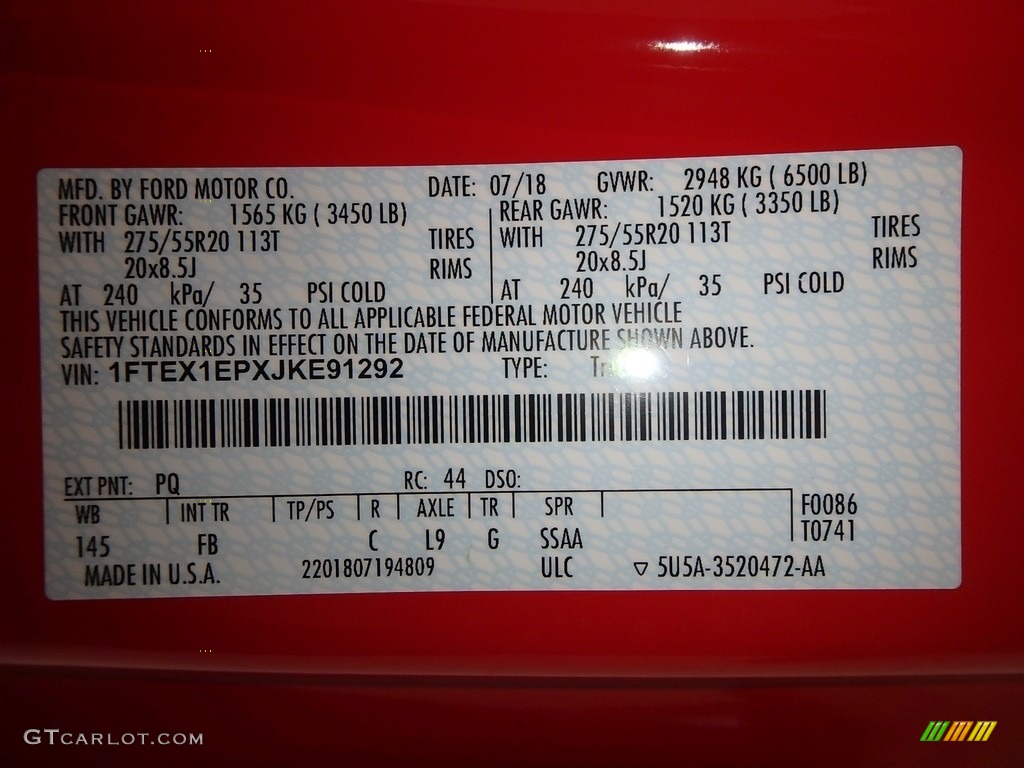 MFD. BY FORD MOTOR CO. DATE: 07/18 GVWR: 2948 KG ( 6500 LB)
FRONT GAWR: 1565 KG ( 3450 LB) REAR GAWR: 1520 KG ( 3350 LB)
WITH 275/55R20 113T TIRES WITH 275/55R20 113T TIRES
20x8.5J RIMS 20x8.5J RIMS
AT 240 kPa/ 35 PSI COLD AT 240 kPa/ 35 PSI COLD
THIS VEHICLE CONFORMS TO ALL APPLICABLE FEDERAL MOTOR VEHICLE
SAFETY STANDARDS IN EFFECT ON THE DATE OF MANUFACTURE SHOWN ABOVE.
VIN: 1FTEX1EPXJKE91292 TYPE:
EXT PNT: PQ RC: 44 DSO:
WB INT TR TP/PS R AXLE TR SPR F0086
145 FB C L9 G SSAA T0741
MADE IN U.S.A. 2201807194809 ULC ▽ 5U5A-3520472-AA
GTCARLOT.COM